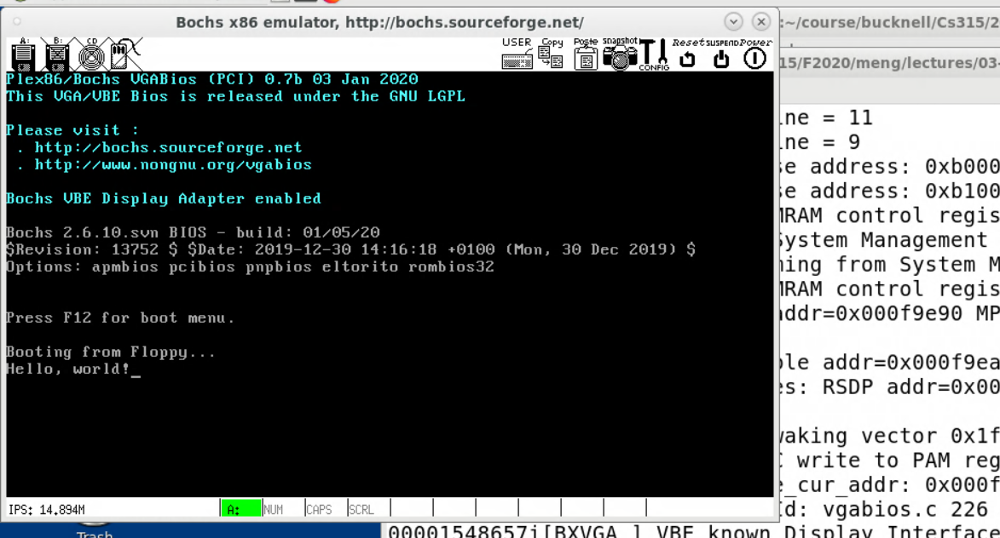 Bochs x86 emulator, http://bochs.sourceforge.net/
A: B: CD
USER Copy Paste snapshot CONFIG Reset SUSPEND Power
Plex86/Bochs VGABios (PCI) 0.7b 03 Jan 2020
This VGA/VBE Bios is released under the GNU LGPL
Please visit :
. http://bochs.sourceforge.net
. http://www.nongnu.org/vgabios
Bochs VBE Display Adapter enabled
Bochs 2.6.10.svn BIOS - build: 01/05/20
$Revision: 13752 $ $Date: 2019-12-30 14:16:18 +0100 (Mon, 30 Dec 2019) $
Options: apmbios pcibios pnpbios eltorito rombios32
Press F12 for boot menu.
Booting from Floppy...
Hello, world!_
IPS: 14.894M A: NUM CAPS SCRL
Trash
:~/course/bucknell/Cs315/2
15/F2020/meng/lectures/03-
ne = 11
ne = 9
se address: 0xb000
se address: 0xb100
MRAM control regis
System Management
ning from System M
MRAM control regis
addr=0x000f9e90 MP
ole addr=0x000f9ea
es: RSDP addr=0x00
waking vector 0x1f
C write to PAM reg
e_cur_addr: 0x000f
Id: vgabios.c 226
00001548657i[BXVGA ] VBE known Display Interface